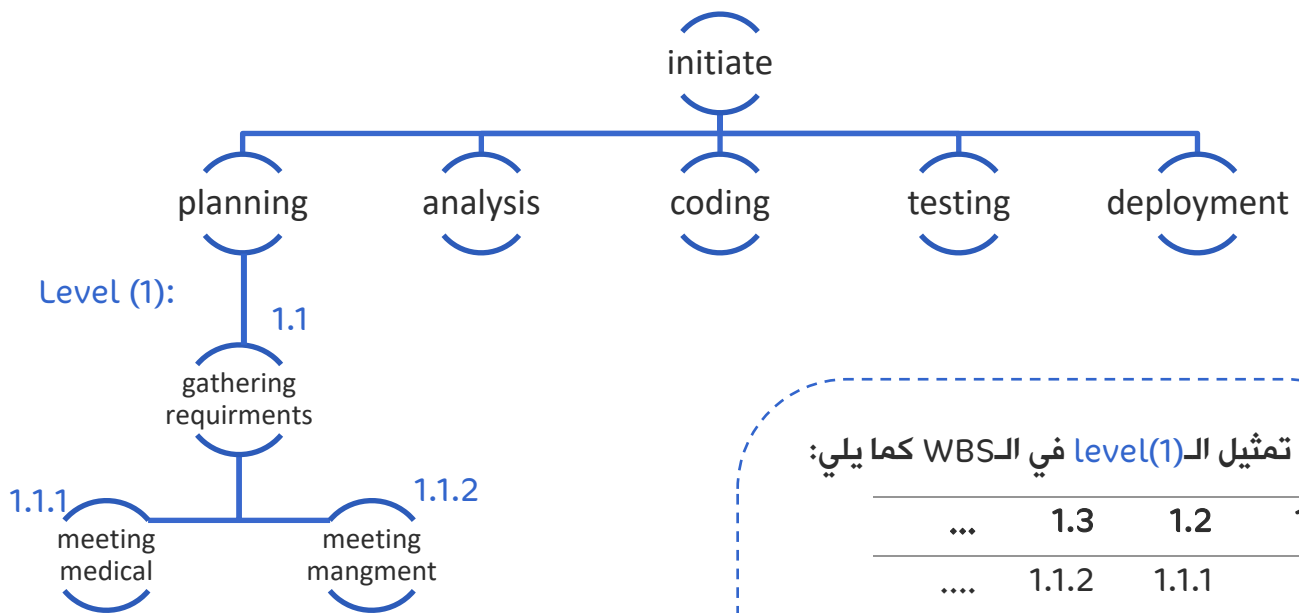 initiate
planning
analysis
coding
testing
deployment
Level (1):
1.1
gathering
requirments
1.1.1
1.1.2
meeting
medical
meeting
mangment
تمثيل الـlevel(1) في الـWBS كما يلي:
1.2 1.3 ...
1.1.1 1.1.2 ....